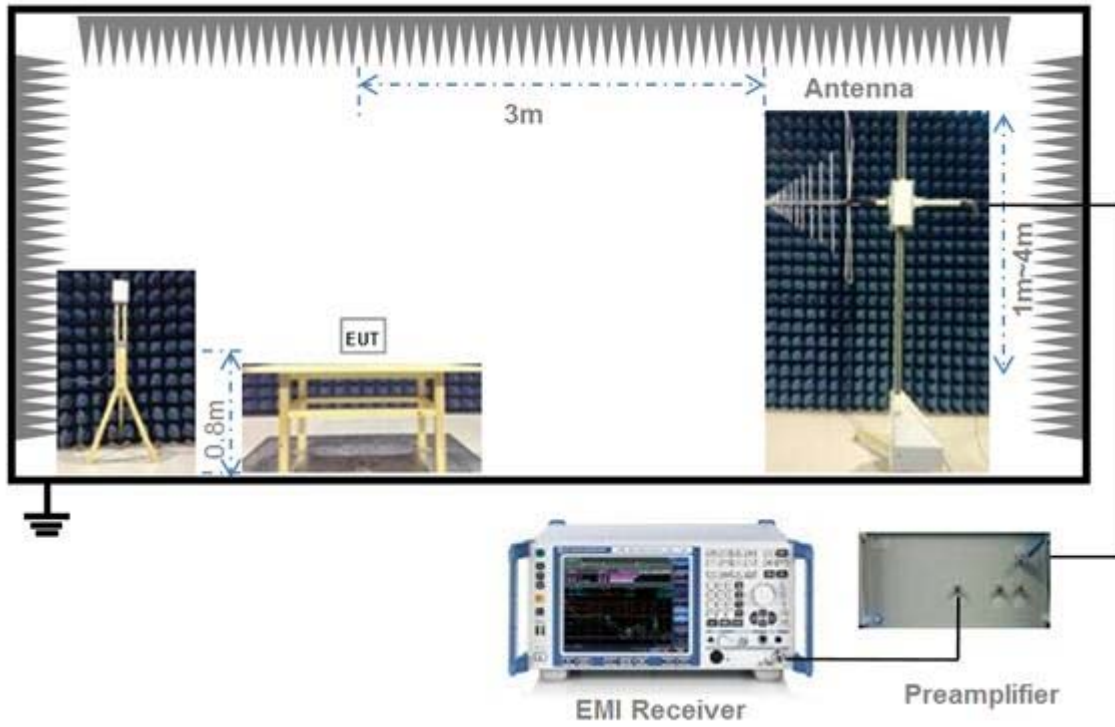 Antenna
3m
1m~4m
EUT
0.8m
EMI Receiver
Preamplifier